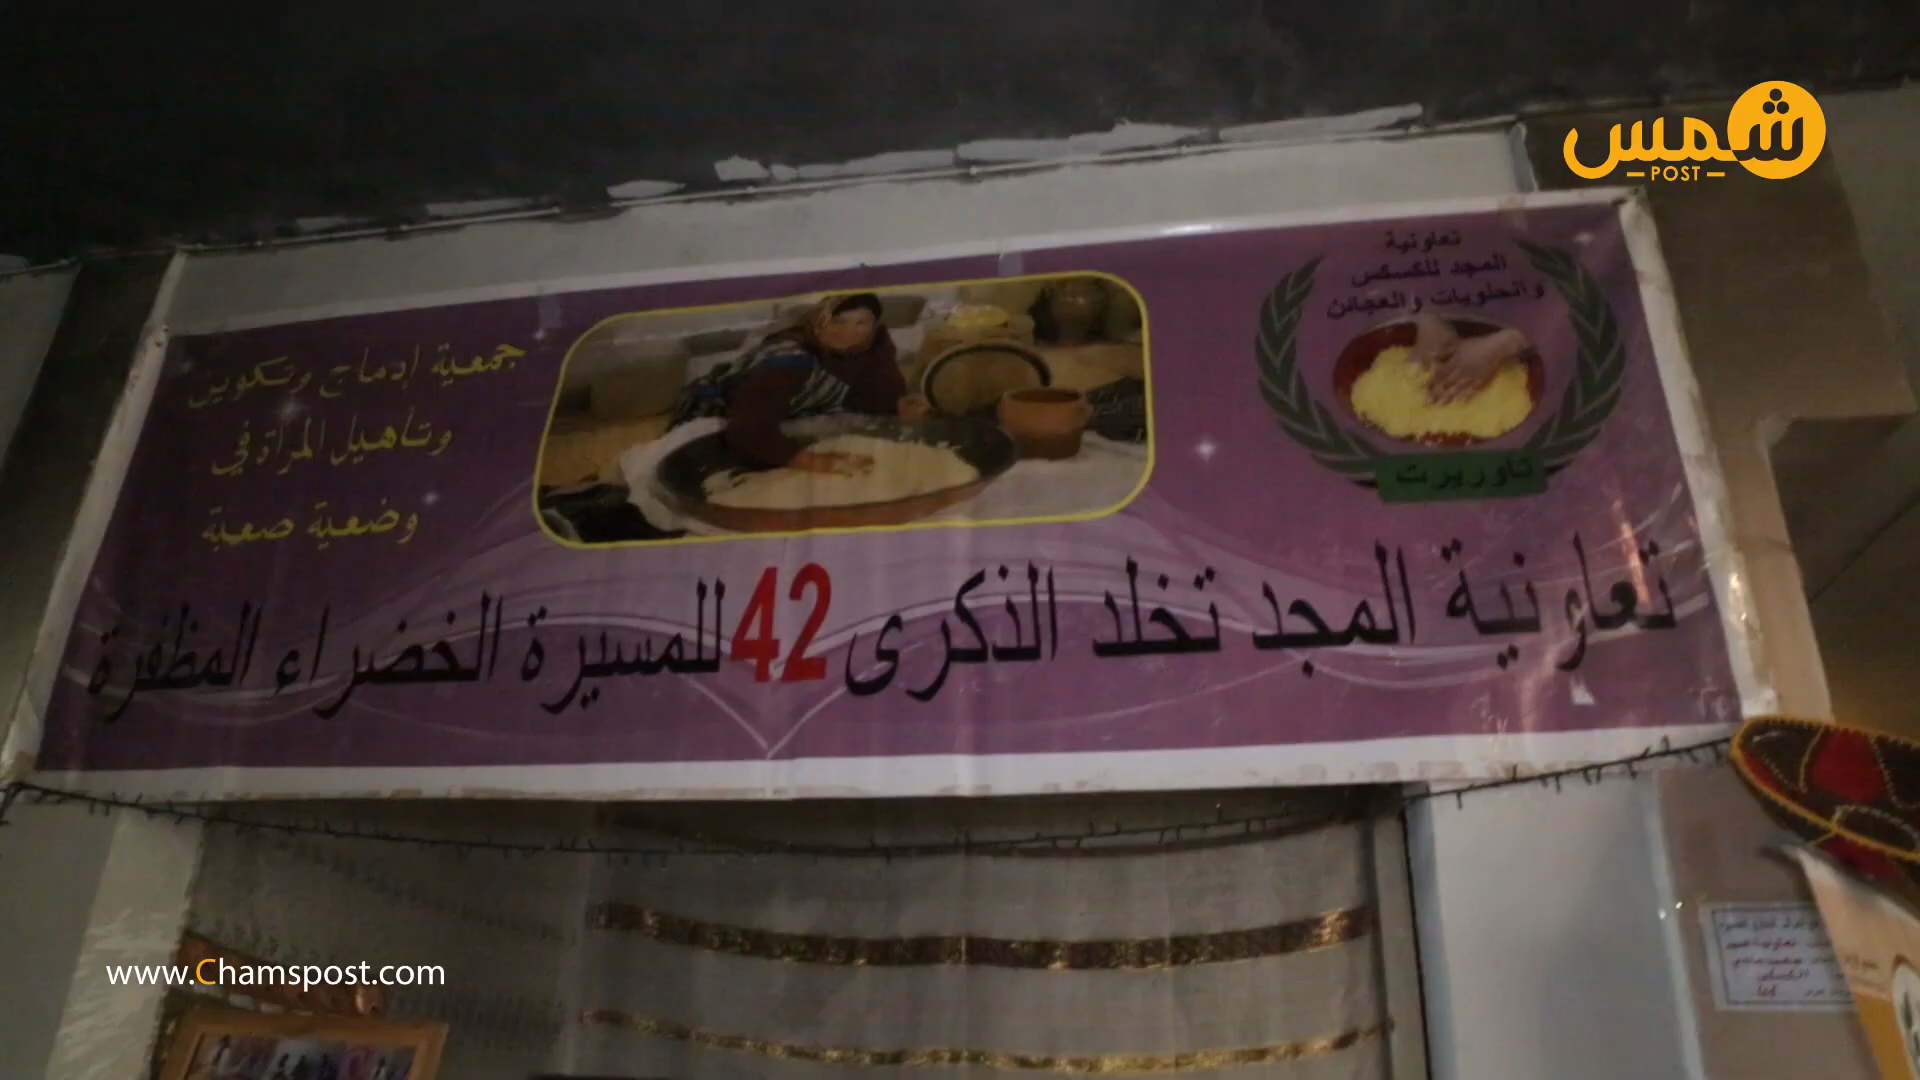 شمس
POST
تعاونية
المجد للكسكس
والحلويات والعجائن
تاوريرت
جمعية إدماج وتكوين
وتأهيل المرأة في
وضعية صعبة
تعاونية المجد تخلد الذكرى 42 للمسيرة الخضراء المظفرة
www.Chamspost.com